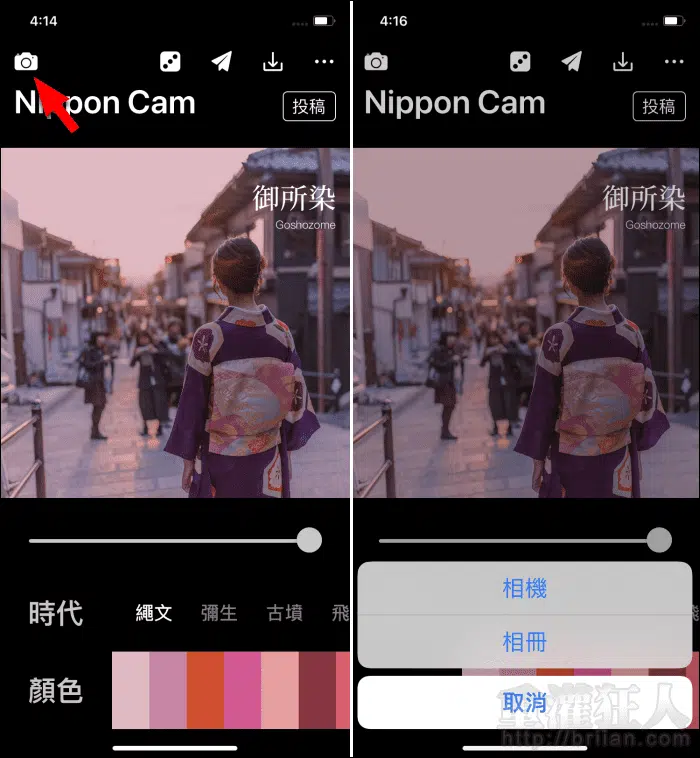 4:14
Nippon Cam
投稿
御所染
Goshozome
時代
繩文 彌生 古墳 飛
顏色
4:16
Nippon Cam
投稿
御所染
Goshozome
相機
相冊
取消
重灌狂人
http://briian.com